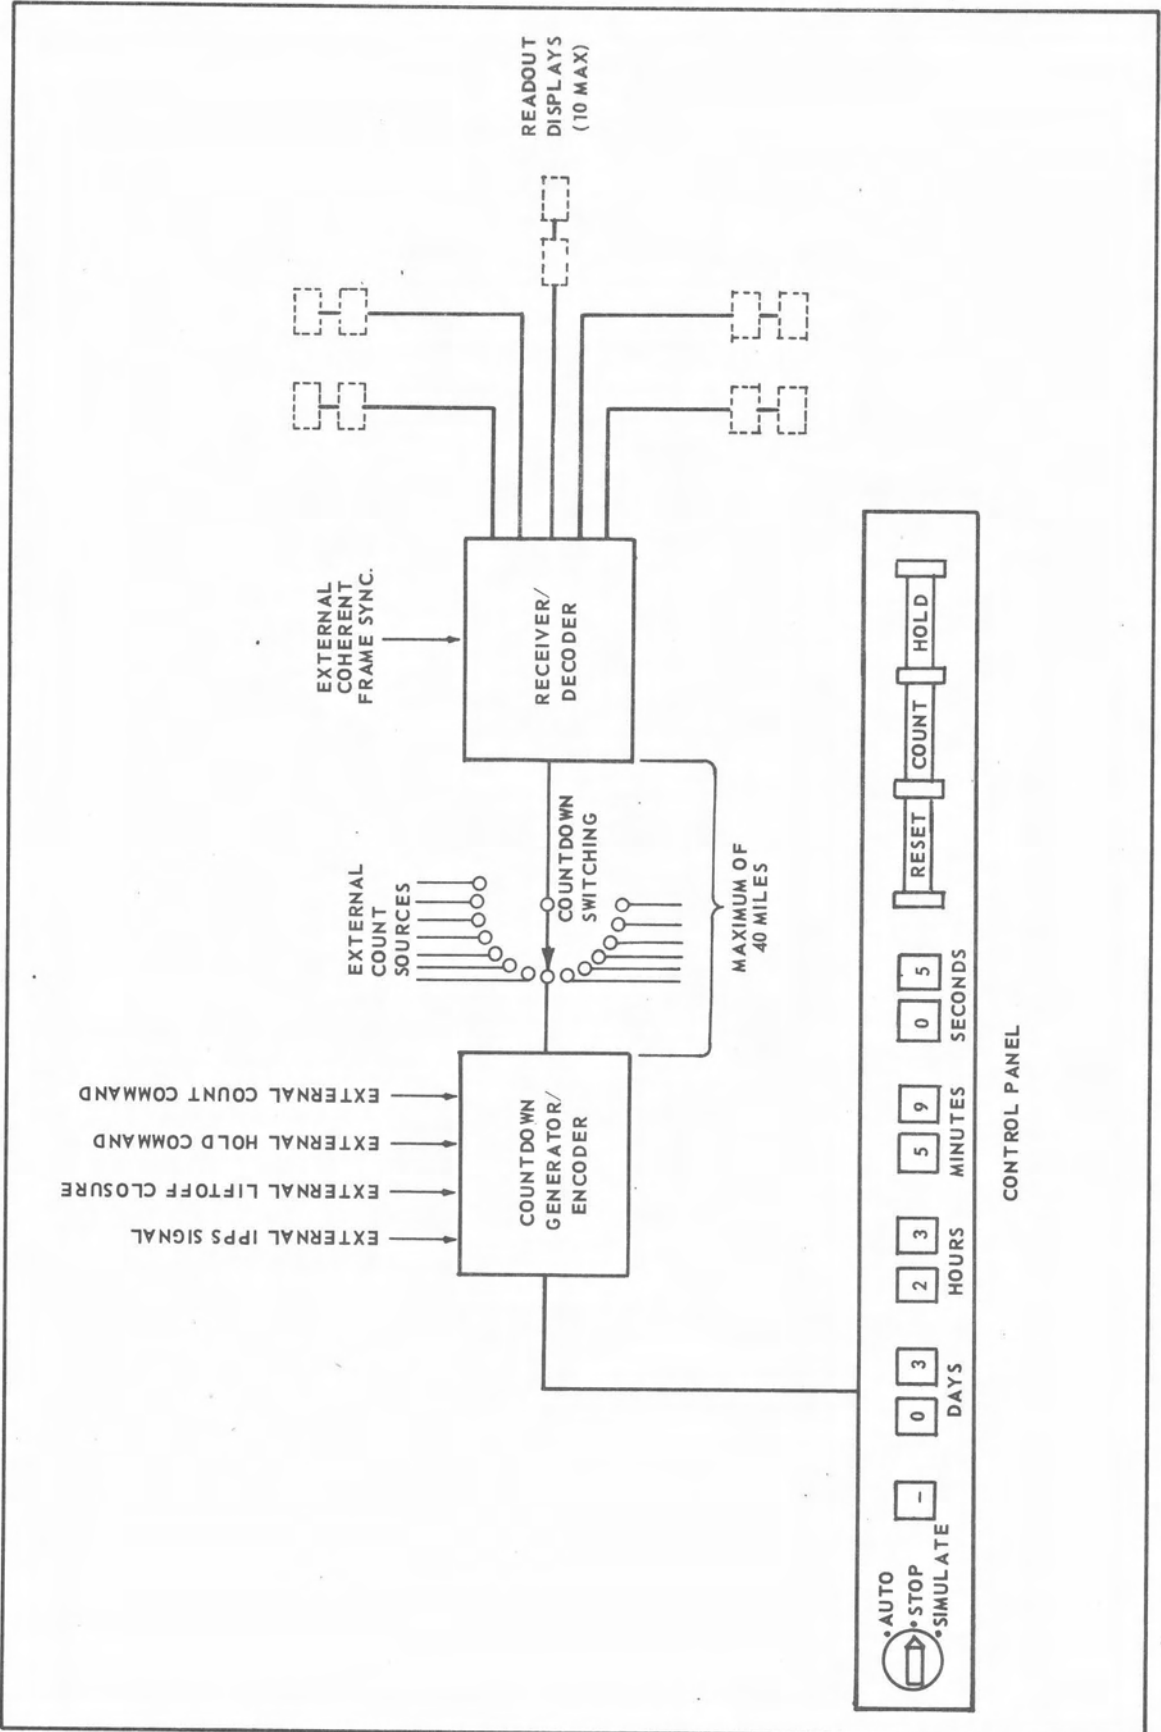 EXTERNAL IPPS SIGNAL
EXTERNAL LIFTOFF CLOSURE
EXTERNAL HOLD COMMAND
EXTERNAL COUNT COMMAND
COUNTDOWN
GENERATOR/
ENCODER
EXTERNAL
COUNT
SOURCES
COUNTDOWN
SWITCHING
MAXIMUM OF
40 MILES
EXTERNAL
COHERENT
FRAME SYNC.
RECEIVER/
DECODER
READOUT
DISPLAYS
(10 MAX)
AUTO
STOP
SIMULATE
-
0 3
DAYS
2 3
HOURS
5 9
MINUTES
0 5
SECONDS
RESET
COUNT
HOLD
CONTROL PANEL